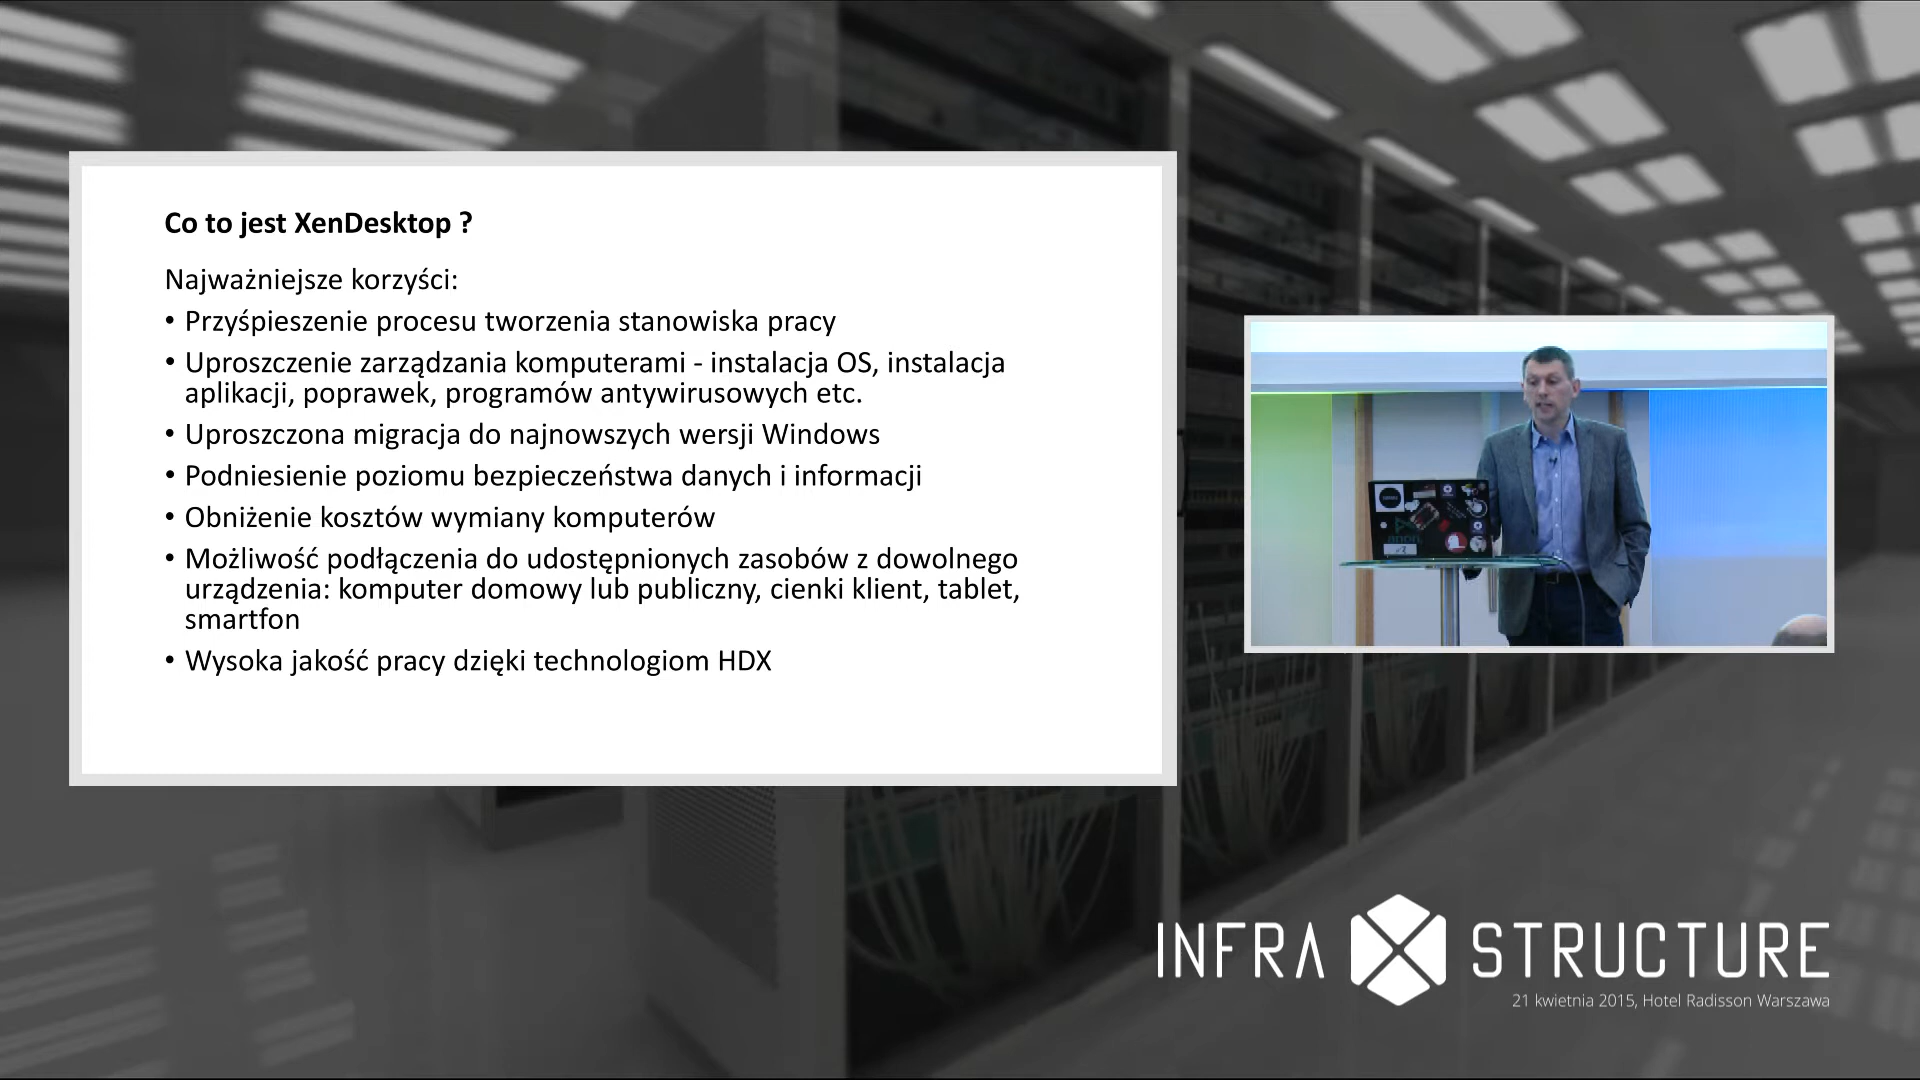 Co to jest XenDesktop ?
Najważniejsze korzyści:
• Przyśpieszenie procesu tworzenia stanowiska pracy
• Uproszczenie zarządzania komputerami - instalacja OS, instalacja
aplikacji, poprawek, programów antywirusowych etc.
• Uproszczona migracja do najnowszych wersji Windows
• Podniesienie poziomu bezpieczeństwa danych i informacji
• Obniżenie kosztów wymiany komputerów
• Możliwość podłączenia do udostępnionych zasobów z dowolnego
urządzenia: komputer domowy lub publiczny, cienki klient, tablet,
smartfon
• Wysoka jakość pracy dzięki technologiom HDX
INFRA STRUCTURE
21 kwietnia 2015, Hotel Radisson Warszawa